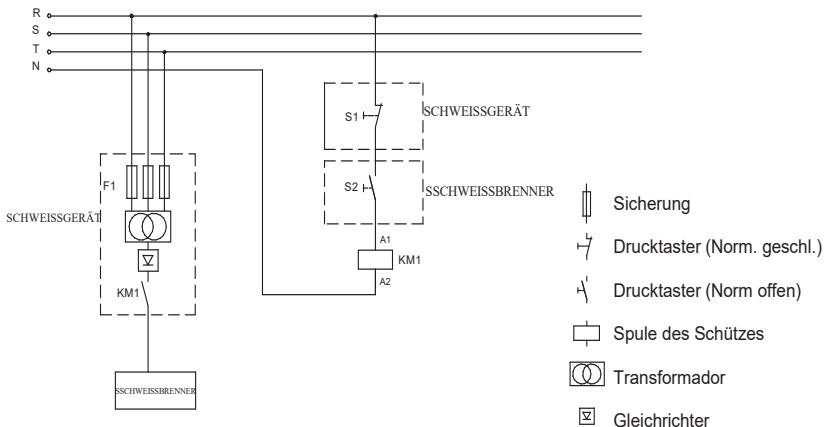 R
S
T
N
S1
SCHWEISSGERÄT
S2
SSCHWEISSBRENNER
F1
SCHWEISSGERÄT
A1
KM1
A2
KM1
SSCHWEISSBRENNER
Sicherung
Drucktaster (Norm. geschl.)
Drucktaster (Norm offen)
Spule des Schützes
Transformador
Gleichrichter